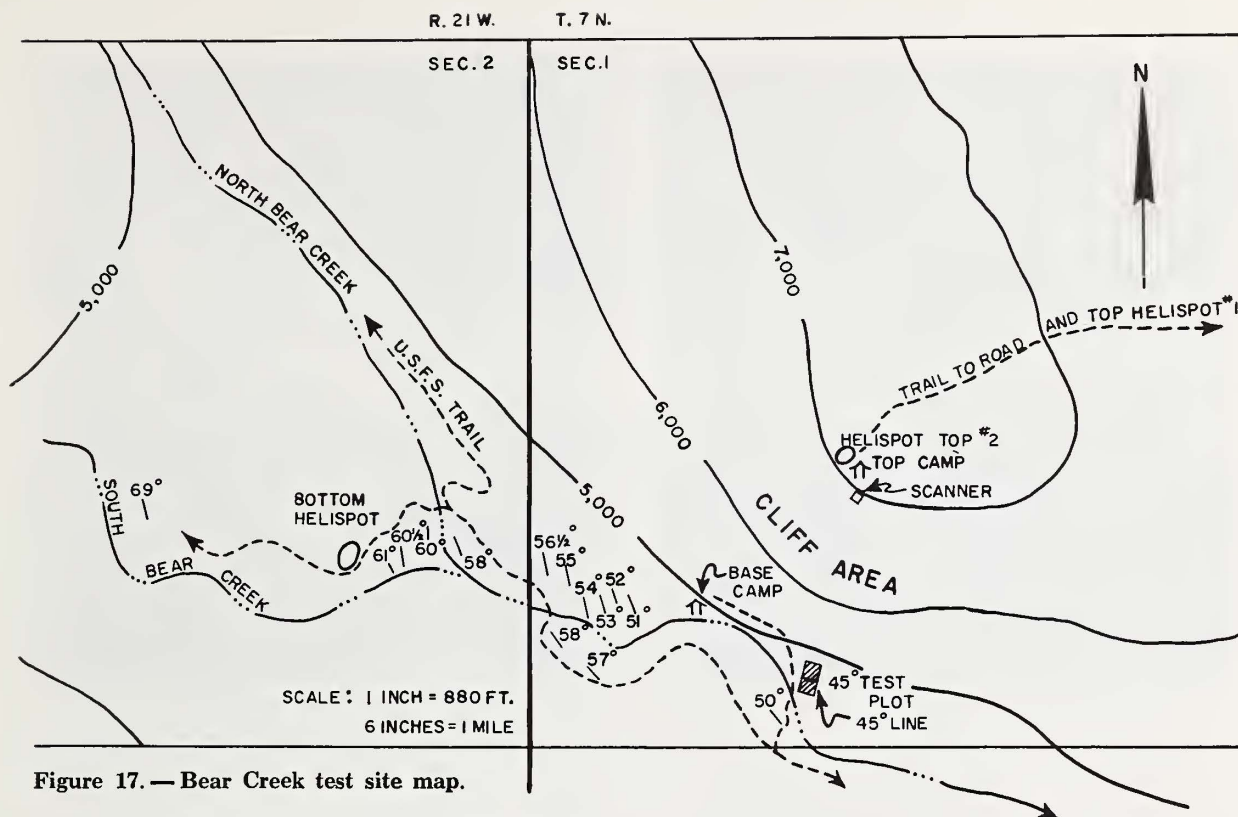 R. 21 W. T. 7 N.
SEC. 2 SEC. 1
N
NORTH BEAR CREEK
5,000
7,000
AND TOP HELISPOT #1
TRAIL TO ROAD
U.S.F.S. TRAIL
6,000
HELISPOT TOP #2
TOP CAMP
SCANNER
5,000
CLIFF AREA
SOUTH
BEAR
CREEK
69°
BOTTOM
HELISPOT
61°
60½°
60°
58°
56½°
55°
54°
52°
53°
51°
58°
57°
BASE
CAMP
50°
45° TEST
PLOT
45° LINE
SCALE: 1 INCH = 880 FT.
6 INCHES = 1 MILE
Figure 17. — Bear Creek test site map.